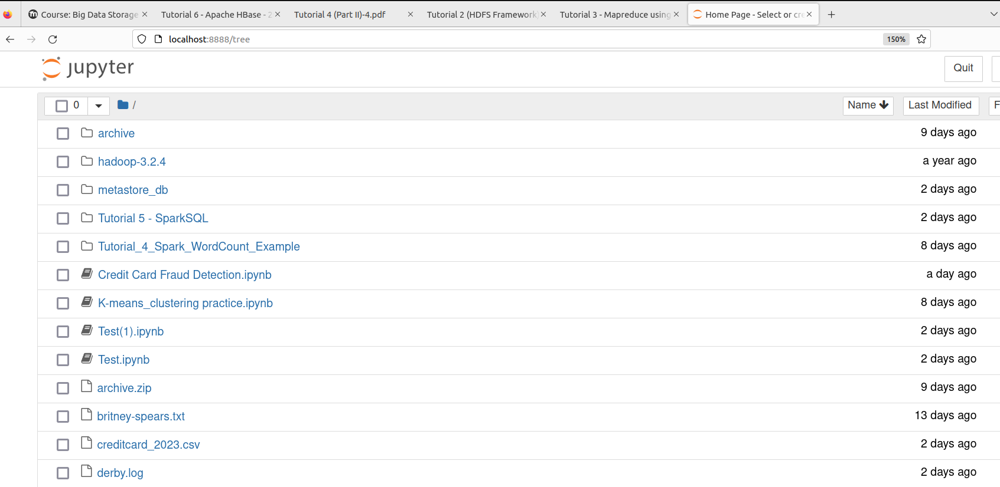 Course: Big Data Storage
Tutorial 6 - Apache HBase - 2
Tutorial 4 (Part II)-4.pdf
Tutorial 2 (HDFS Framework)
Tutorial 3 - Mapreduce using
Home Page - Select or cre
localhost:8888/tree
150%
jupyter
Quit
0
/
Name
Last Modified
F
archive 9 days ago
hadoop-3.2.4 a year ago
metastore_db 2 days ago
Tutorial 5 - SparkSQL 2 days ago
Tutorial_4_Spark_WordCount_Example 8 days ago
Credit Card Fraud Detection.ipynb a day ago
K-means_clustering practice.ipynb 8 days ago
Test(1).ipynb 2 days ago
Test.ipynb 2 days ago
archive.zip 9 days ago
britney-spears.txt 13 days ago
creditcard_2023.csv 2 days ago
derby.log 2 days ago